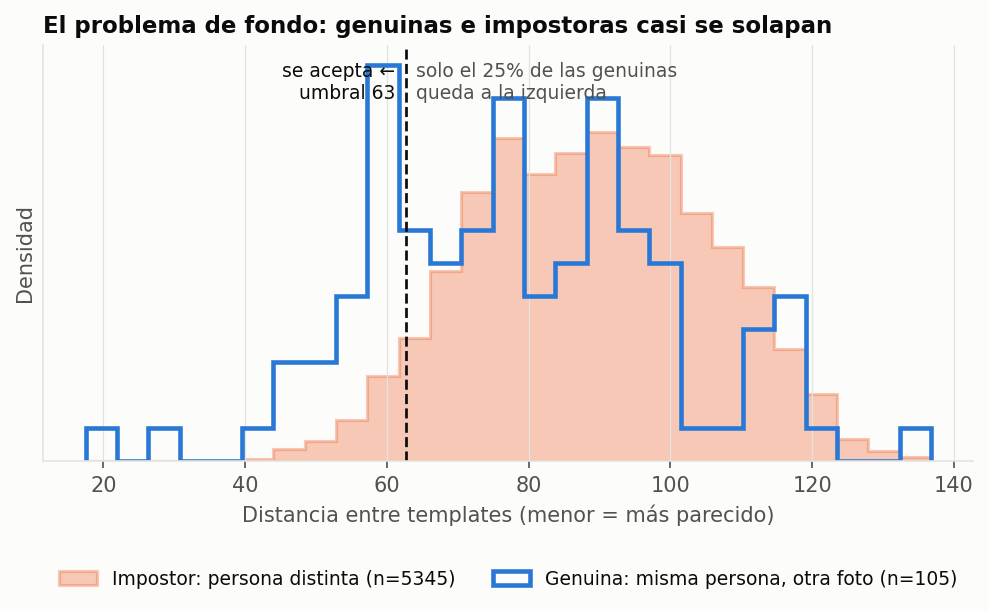 El problema de fondo: genuinas e impostoras casi se solapan
se acepta ←
umbral 63
solo el 25% de las genuinas
queda a la izquierda
Densidad
20 40 60 80 100 120 140
Distancia entre templates (menor = más parecido)
Impostor: persona distinta (n=5345)
Genuina: misma persona, otra foto (n=105)